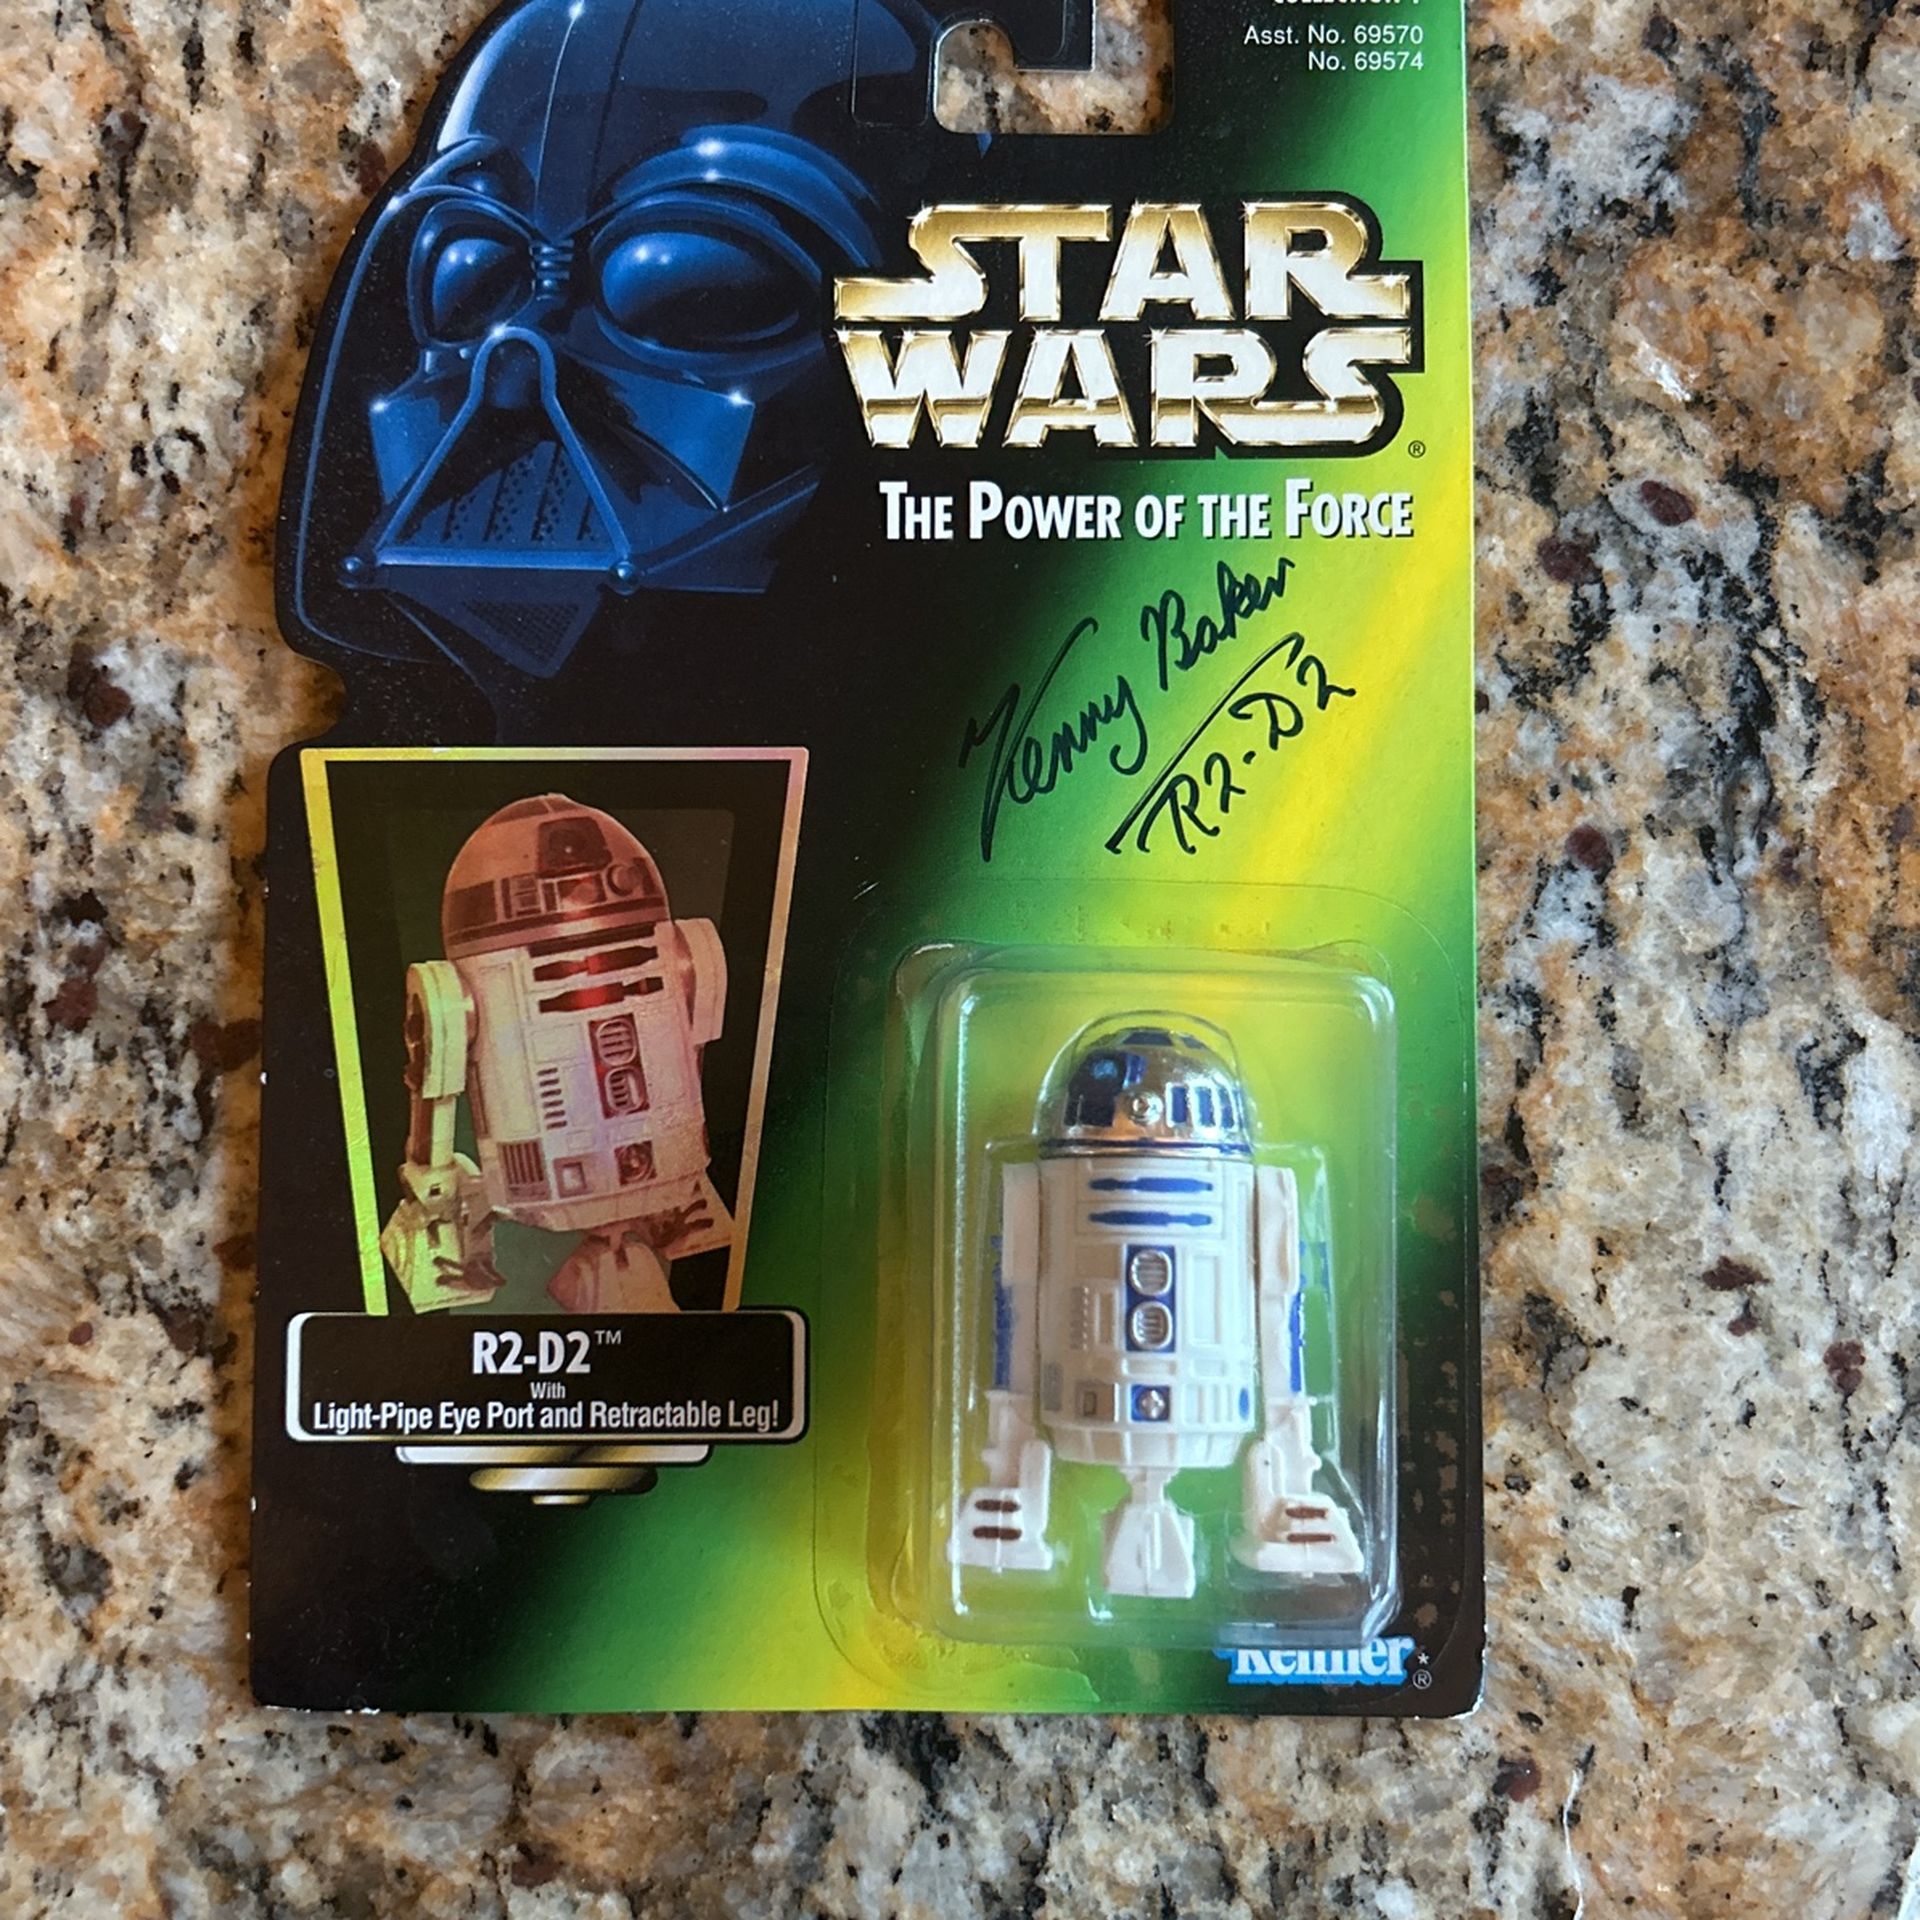 Asst. No. 69570
No. 69574
STAR
WARS
®
THE POWER OF THE FORCE
Kenny Baker
R2-D2
R2-D2™
With
Light-Pipe Eye Port and Retractable Leg!
Kenner*
®